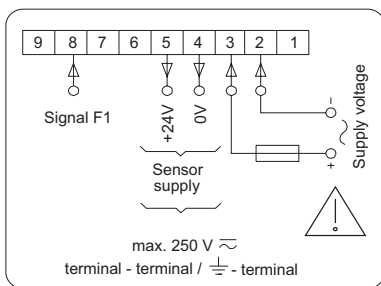 9 8 7 6 5 4 3 2 1
Signal F1
+24V
0V
Sensor
supply
–
+
Supply voltage
max. 250 V ⎓
terminal - terminal / ⏚ - terminal